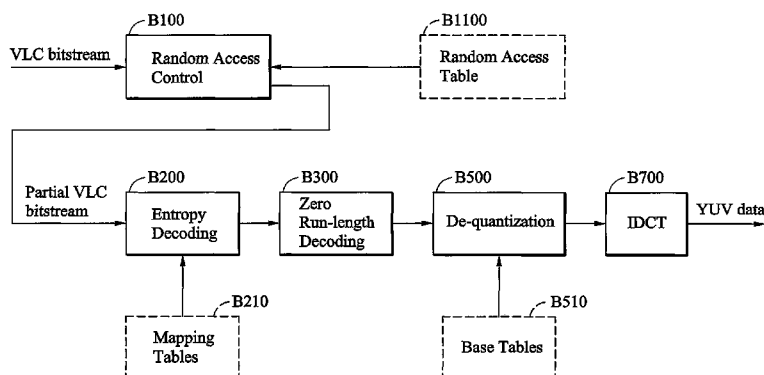 B100
B1100
VLC bitstream
Random Access
Control
Random Access
Table
B200
B300
B500
B700
Partial VLC
bitstream
Entropy
Decoding
Zero
Run-length
Decoding
De-quantization
IDCT
YUV data
B210
B510
Mapping
Tables
Base Tables